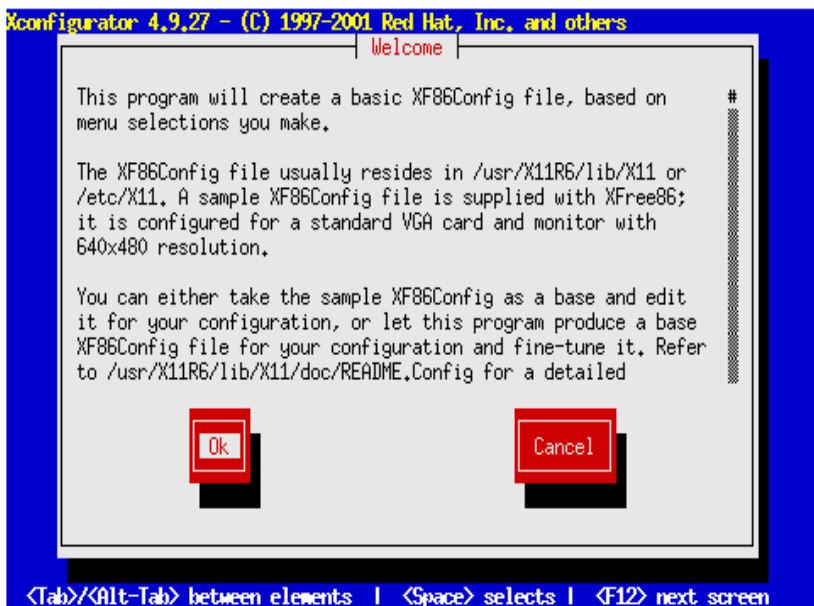 Xconfigurator 4.9.27 - (C) 1997-2001 Red Hat, Inc. and others
Welcome
This program will create a basic XF86Config file, based on
menu selections you make.
The XF86Config file usually resides in /usr/X11R6/lib/X11 or
/etc/X11. A sample XF86Config file is supplied with XFree86;
it is configured for a standard VGA card and monitor with
640x480 resolution.
You can either take the sample XF86Config as a base and edit
it for your configuration, or let this program produce a base
XF86Config file for your configuration and fine-tune it. Refer
to /usr/X11R6/lib/X11/doc/README.Config for a detailed
#
Ok
Cancel
<Tab>/<Alt-Tab> between elements | <Space> selects | <F12> next screen